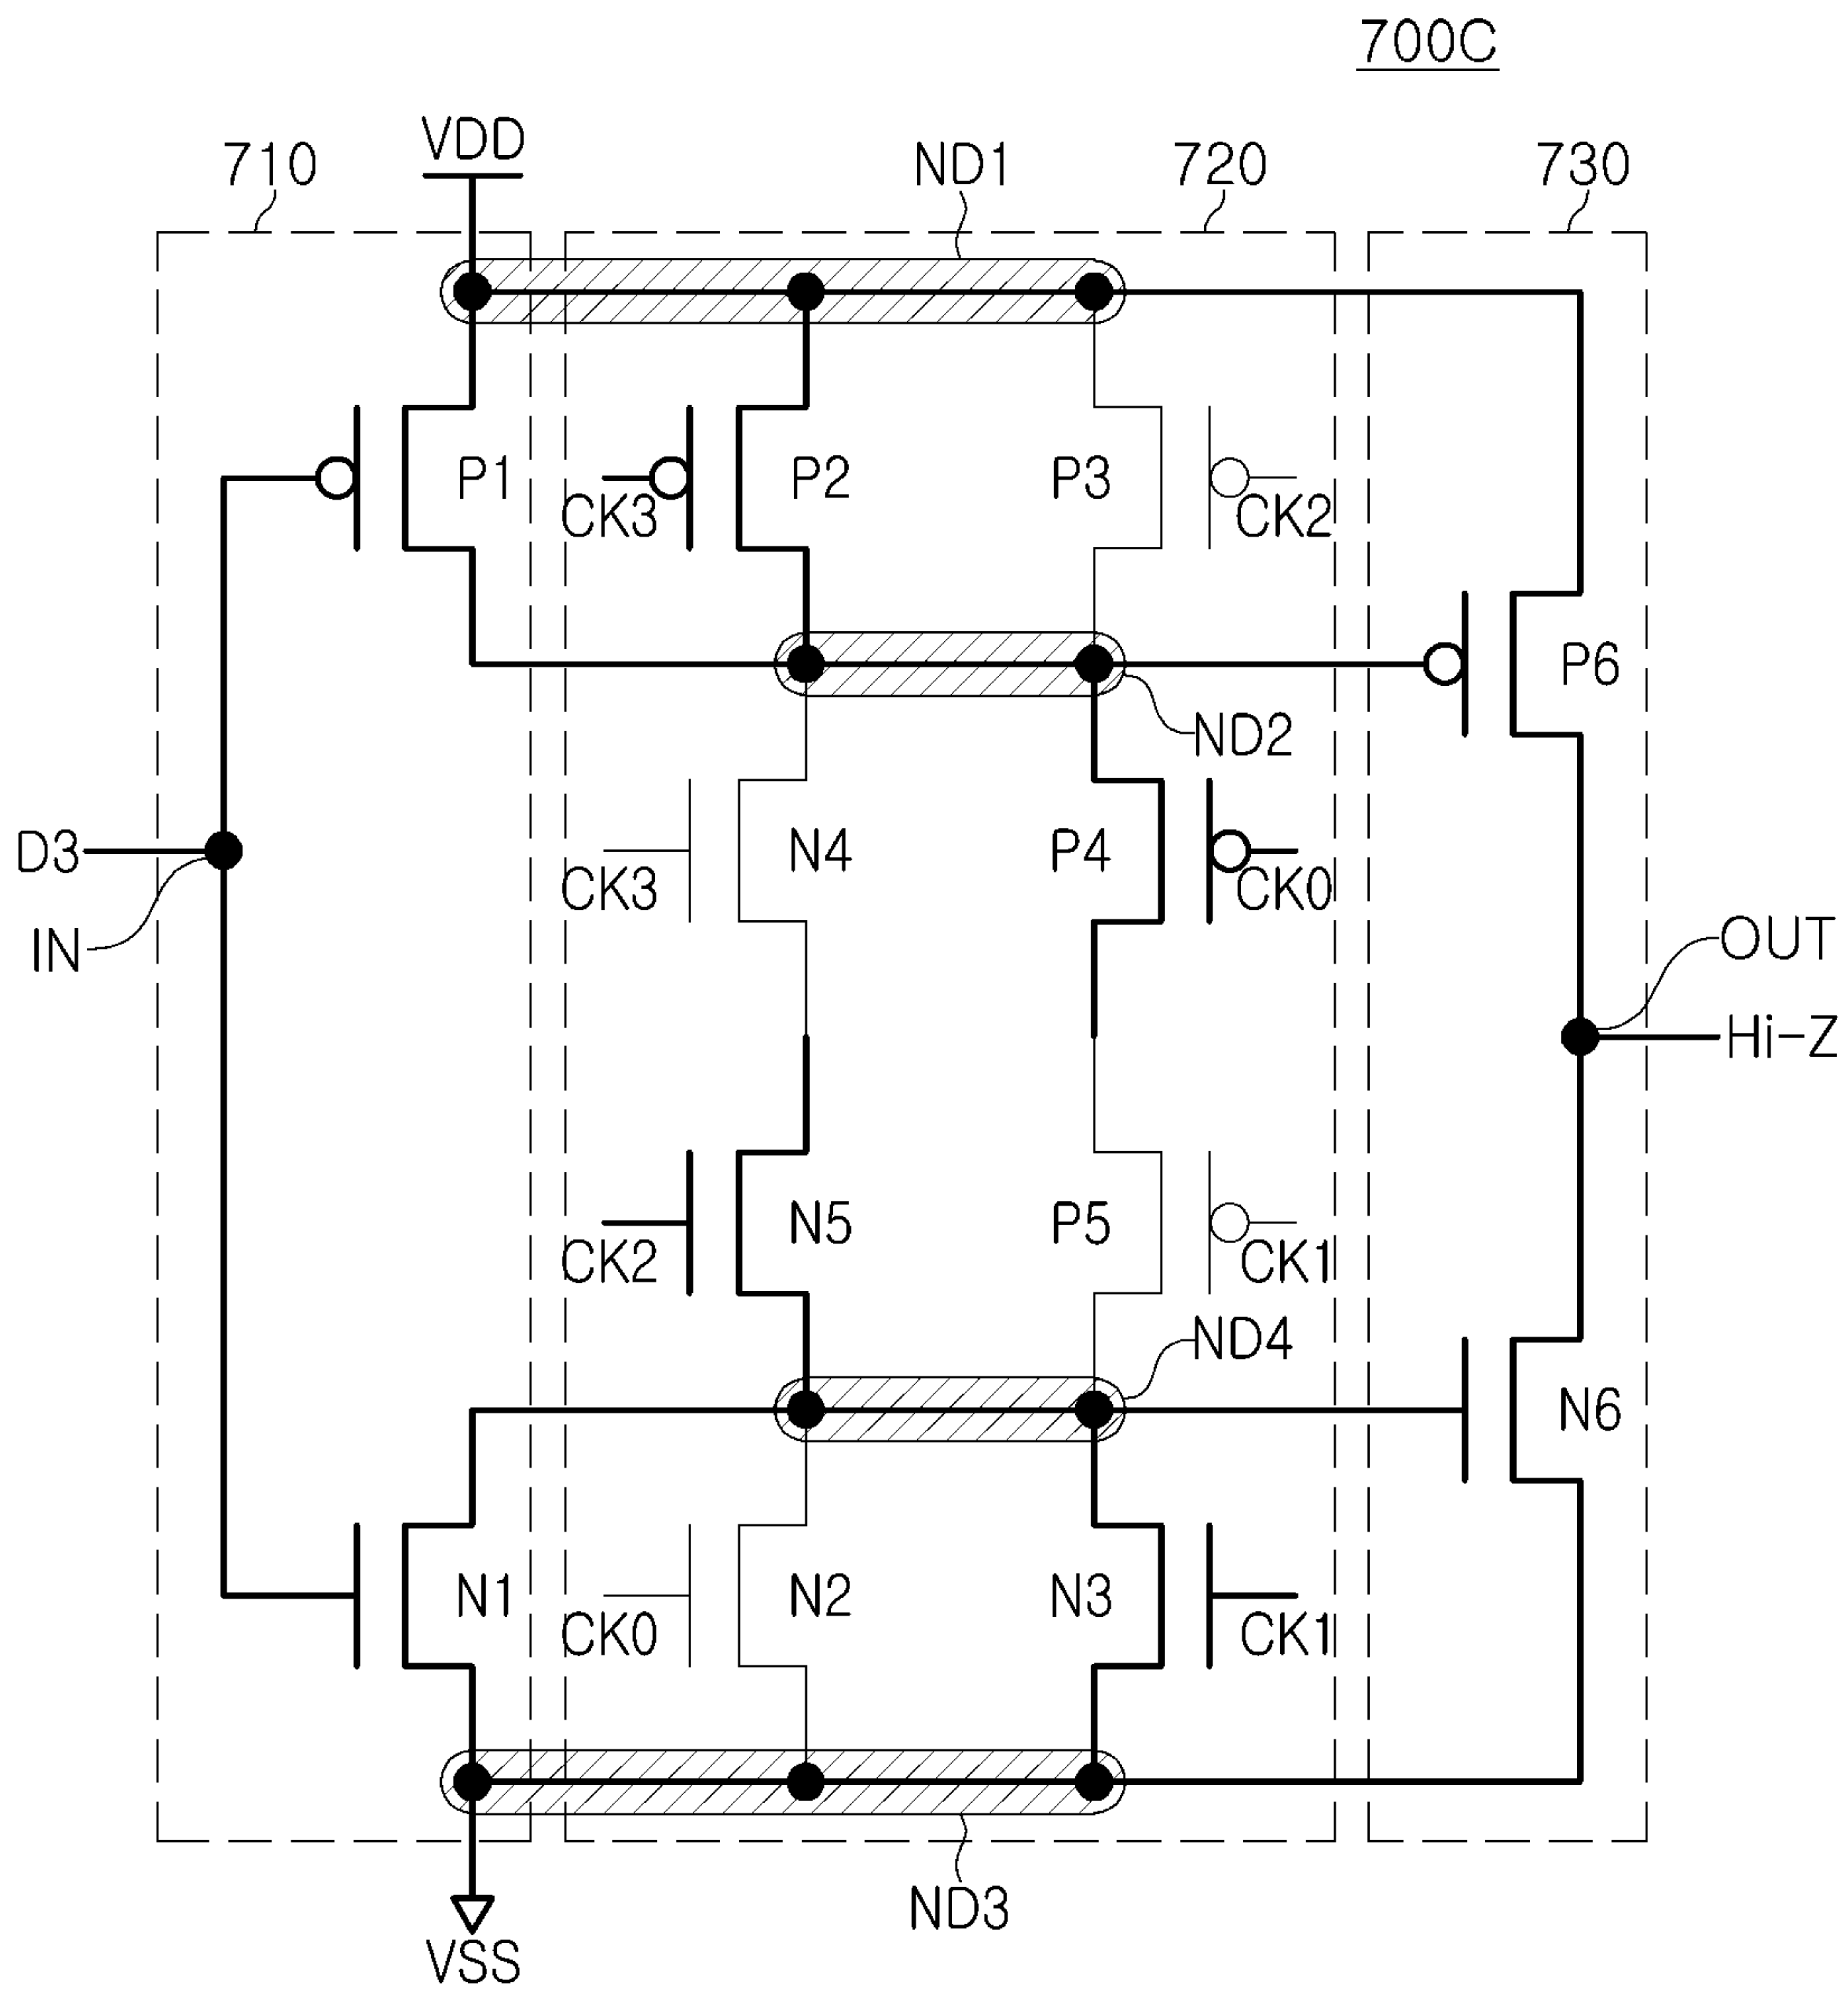 700C
VDD
710
ND1
720
730
P1
P2
P3
CK3
CK2
P6
ND2
D3
N4
P4
CK3
CK0
IN
OUT
Hi-Z
N5
P5
CK2
CK1
ND4
N6
N1
N2
N3
CK0
CK1
ND3
VSS